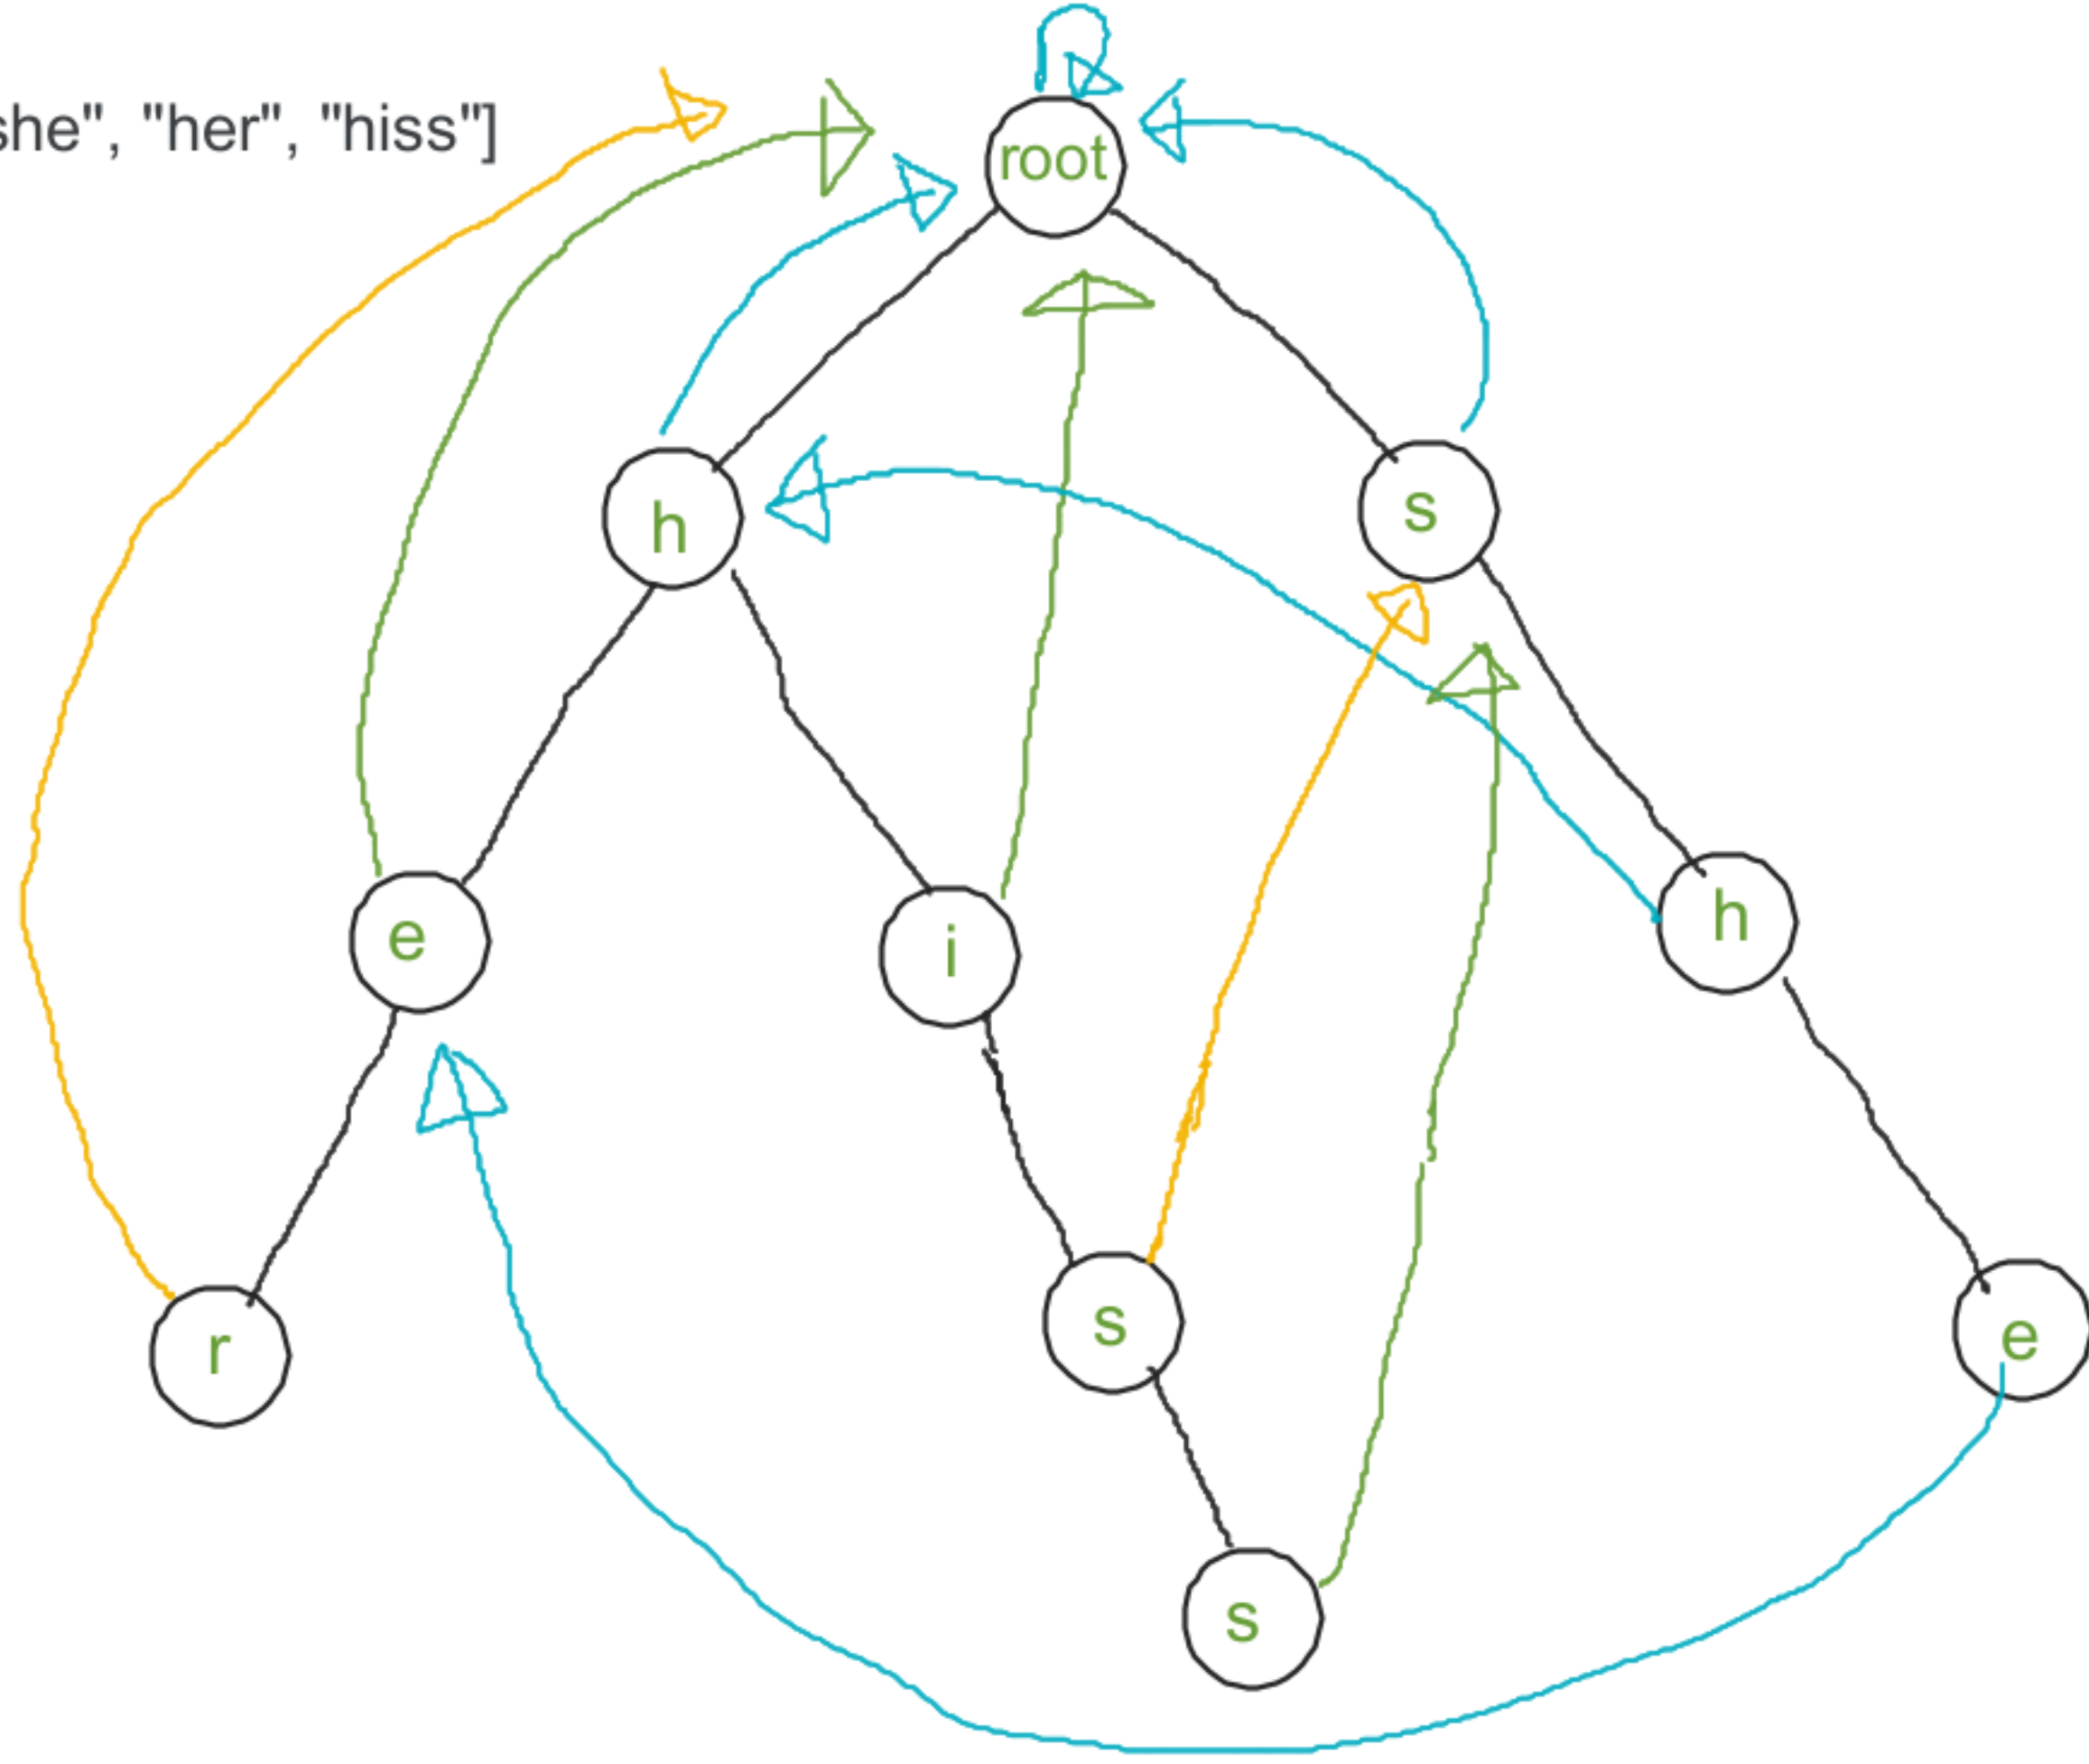 she", "her", "hiss"]
root
h
s
e
i
h
r
s
e
s